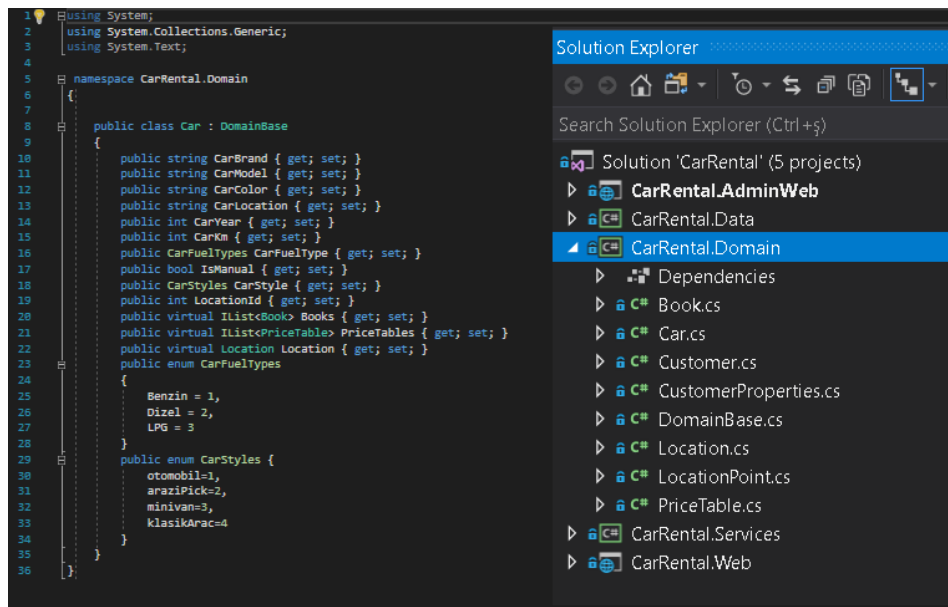 1 using System;
2 using System.Collections.Generic;
3 using System.Text;
4
5 namespace CarRental.Domain
6 {
7
8 public class Car : DomainBase
9 {
10 public string CarBrand { get; set; }
11 public string CarModel { get; set; }
12 public string CarColor { get; set; }
13 public string CarLocation { get; set; }
14 public int CarYear { get; set; }
15 public int CarKm { get; set; }
16 public CarFuelTypes CarFuelType { get; set; }
17 public bool IsManual { get; set; }
18 public CarStyles CarStyle { get; set; }
19 public int LocationId { get; set; }
20 public virtual IList<Book> Books { get; set; }
21 public virtual IList<PriceTable> PriceTables { get; set; }
22 public virtual Location Location { get; set; }
23 public enum CarFuelTypes
24 {
25 Benzin = 1,
26 Dizel = 2,
27 LPG = 3
28 }
29 public enum CarStyles {
30 otomobil=1,
31 araziPick=2,
32 minivan=3,
33 klasikArac=4
34 }
35 }
36 }
Solution Explorer
Search Solution Explorer (Ctrl+ş)
Solution 'CarRental' (5 projects)
CarRental.AdminWeb
C# CarRental.Data
C# CarRental.Domain
Dependencies
C# Book.cs
C# Car.cs
C# Customer.cs
C# CustomerProperties.cs
C# DomainBase.cs
C# Location.cs
C# LocationPoint.cs
C# PriceTable.cs
C# CarRental.Services
CarRental.Web